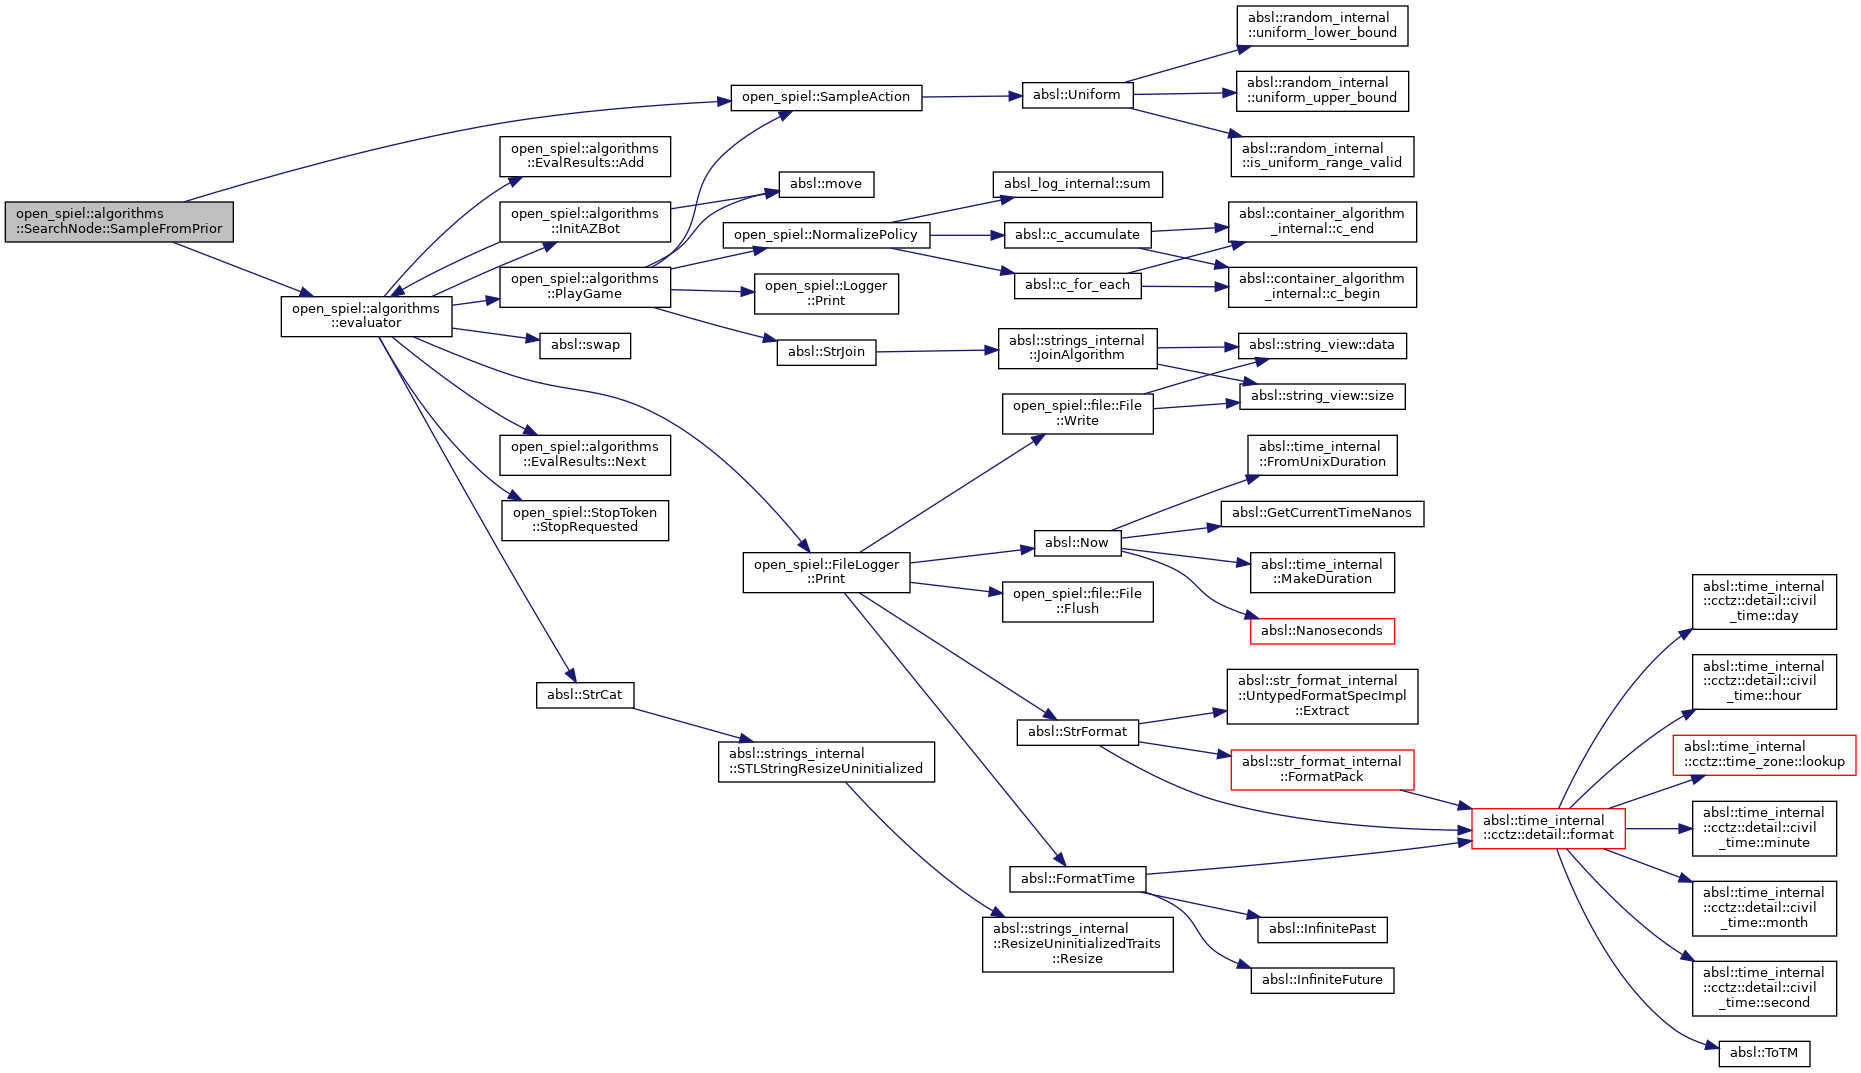 open_spiel::algorithms
::SearchNode::SampleFromPrior
open_spiel::algorithms
::evaluator
open_spiel::algorithms
::EvalResults::Add
open_spiel::algorithms
::InitAZBot
open_spiel::algorithms
::PlayGame
absl::swap
open_spiel::algorithms
::EvalResults::Next
open_spiel::StopToken
::StopRequested
absl::StrCat
open_spiel::SampleAction
absl::move
open_spiel::NormalizePolicy
open_spiel::Logger
::Print
absl::StrJoin
open_spiel::FileLogger
::Print
absl::strings_internal
::STLStringResizeUninitialized
absl::Uniform
absl_log_internal::sum
absl::c_accumulate
absl::c_for_each
absl::strings_internal
::JoinAlgorithm
open_spiel::file::File
::Write
absl::Now
open_spiel::file::File
::Flush
absl::StrFormat
absl::FormatTime
absl::strings_internal
::ResizeUninitializedTraits
::Resize
absl::random_internal
::uniform_lower_bound
absl::random_internal
::uniform_upper_bound
absl::random_internal
::is_uniform_range_valid
absl::container_algorithm
_internal::c_end
absl::container_algorithm
_internal::c_begin
absl::string_view::data
absl::string_view::size
absl::time_internal
::FromUnixDuration
absl::GetCurrentTimeNanos
absl::time_internal
::MakeDuration
absl::Nanoseconds
absl::str_format_internal
::UntypedFormatSpecImpl
::Extract
absl::str_format_internal
::FormatPack
absl::InfinitePast
absl::InfiniteFuture
absl::time_internal
::cctz::detail::format
absl::time_internal
::cctz::detail::civil
_time::day
absl::time_internal
::cctz::detail::civil
_time::hour
absl::time_internal
::cctz::time_zone::lookup
absl::time_internal
::cctz::detail::civil
_time::minute
absl::time_internal
::cctz::detail::civil
_time::month
absl::time_internal
::cctz::detail::civil
_time::second
absl::ToTM